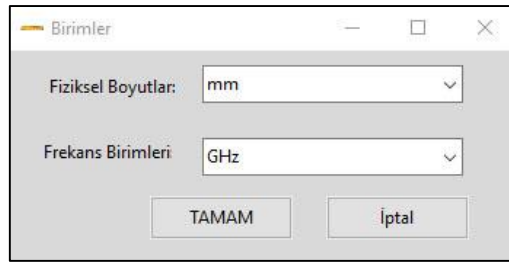 Birimler
Fiziksel Boyutlar: mm
Frekans Birimleri: GHz
TAMAM İptal